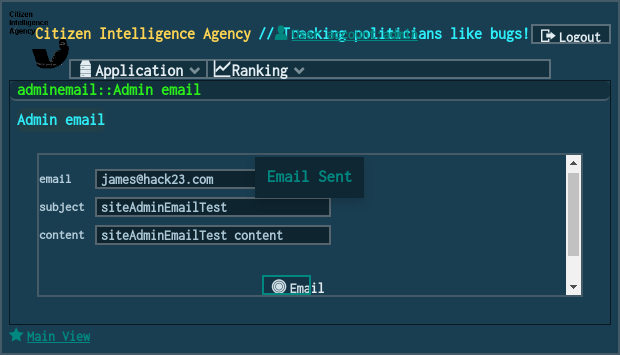 Citizen
Intelligence
Agency
Citizen Intelligence Agency // Tracking politicians like bugs!
Logout
Application Ranking
adminemail::Admin email
Admin email
email james@hack23.com
Email Sent
subject siteAdminEmailTest
content siteAdminEmailTest content
Email
Main View